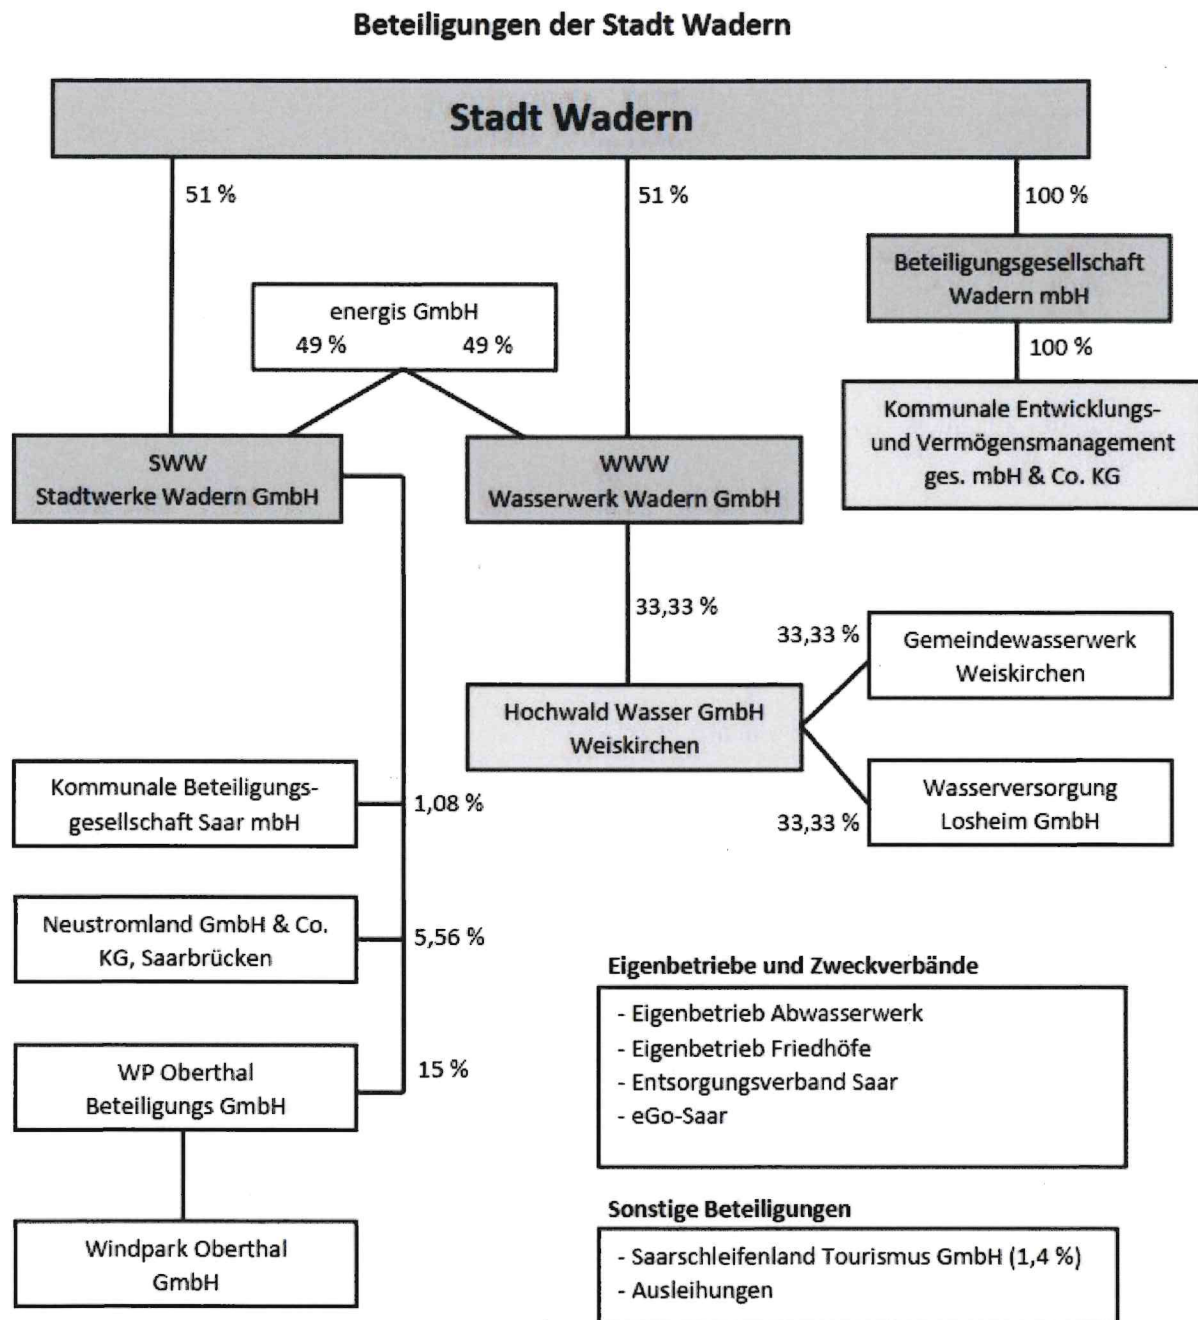 Beteiligungen der Stadt Wadern
Stadt Wadern
51 %
51 %
100 %
Beteiligungsgesellschaft
Wadern mbH
energis GmbH
49 %
49 %
100 %
Kommunale Entwicklungs-
und Vermögensmanagement
ges. mbH & Co. KG
SWW
Stadtwerke Wadern GmbH
WWW
Wasserwerk Wadern GmbH
33,33 %
33,33 %
Gemeindewasserwerk
Weiskirchen
Hochwald Wasser GmbH
Weiskirchen
33,33 %
Wasserversorgung
Losheim GmbH
Kommunale Beteiligungs-
gesellschaft Saar mbH
1,08 %
Neustromland GmbH & Co.
KG, Saarbrücken
5,56 %
WP Oberthal
Beteiligungs GmbH
15 %
Windpark Oberthal
GmbH
Eigenbetriebe und Zweckverbände
- Eigenbetrieb Abwasserwerk
- Eigenbetrieb Friedhöfe
- Entsorgungsverband Saar
- eGo-Saar
Sonstige Beteiligungen
- Saarschleifenland Tourismus GmbH (1,4 %)
- Ausleihungen